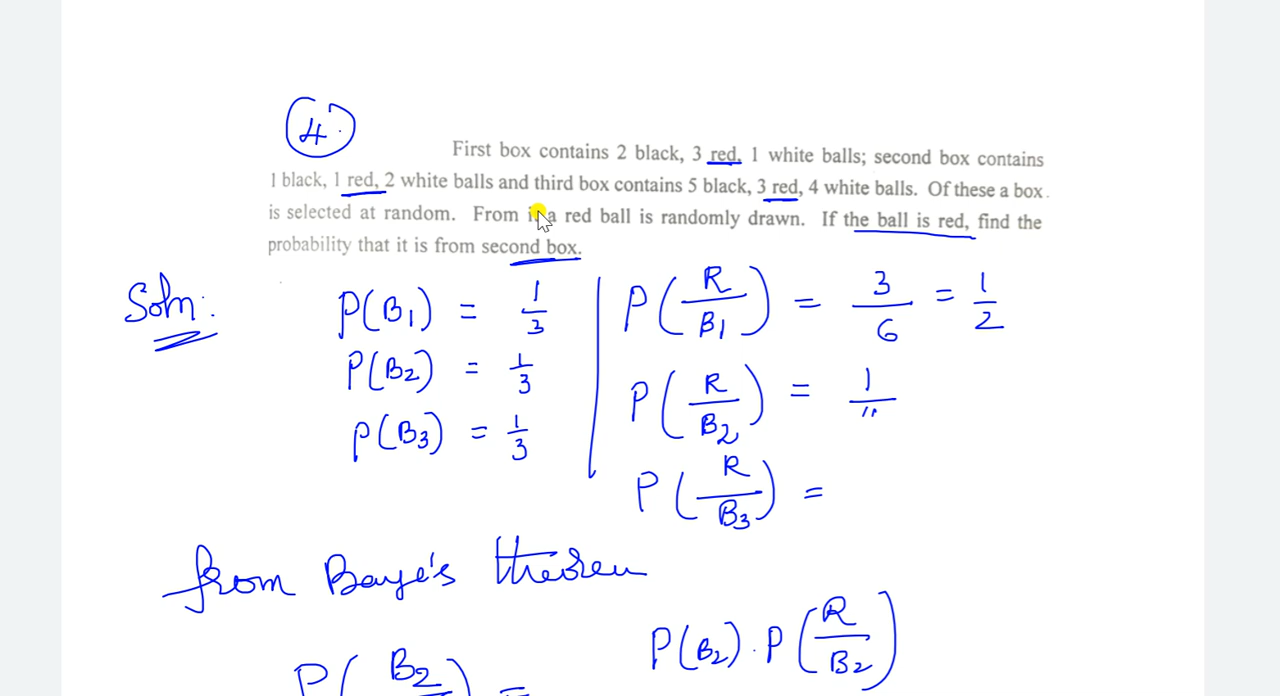 4.
First box contains 2 black, 3 red, 1 white balls; second box contains
1 black, 1 red, 2 white balls and third box contains 5 black, 3 red, 4 white balls. Of these a box
is selected at random. From it a red ball is randomly drawn. If the ball is red, find the
probability that it is from second box.
Soln:
P(B1) = 1/3
P(B2) = 1/3
P(B3) = 1/3
P(R/B1) = 3/6 = 1/2
P(R/B2) = 1/
P(R/B3) =
from Baye's theorem
P(B2) . P(R/B2)
P(B2 ) =